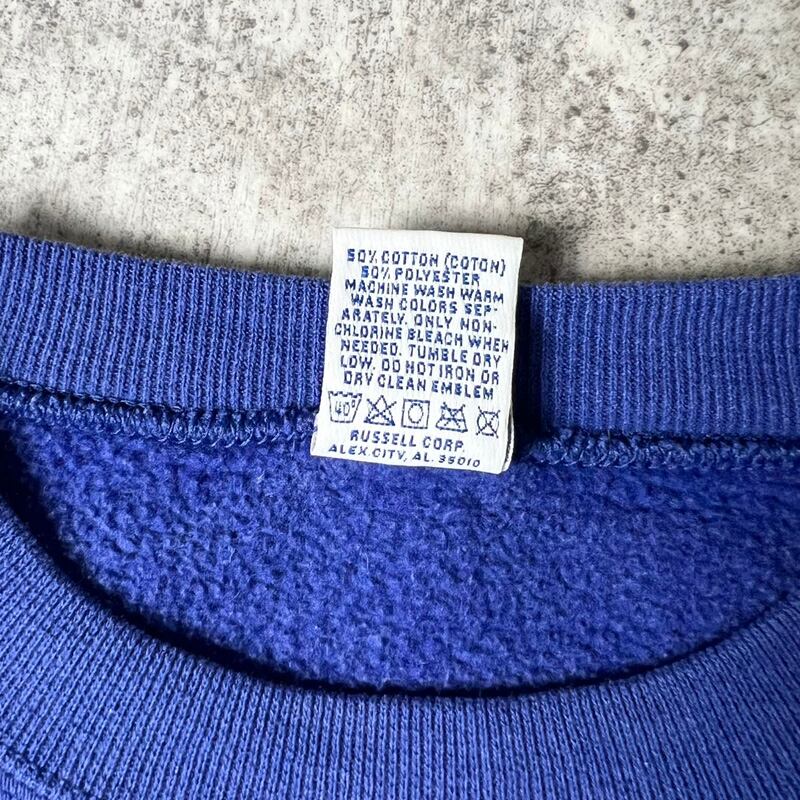 50% COTTON (COTON)
50% POLYESTER
MACHINE WASH WARM
WASH COLORS SEP-
ARATELY. ONLY NON-
CHLORINE BLEACH WHEN
NEEDED. TUMBLE DRY
LOW. DO NOT IRON OR
DRY CLEAN EMBLEM
40°
RUSSELL CORP.
ALEX CITY, AL. 35010